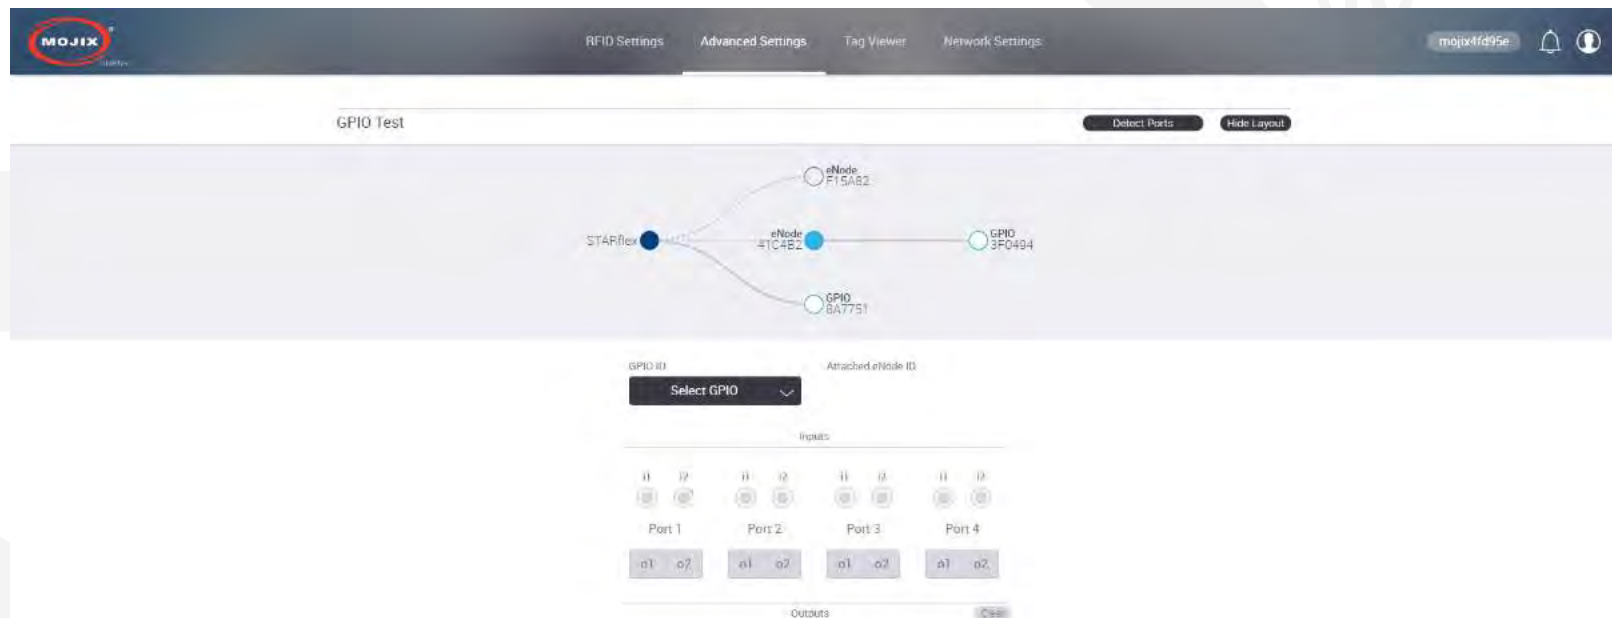 MOJIX
RFID Settings Advanced Settings Tag Viewer Network Settings mojix4fd95e
GPIO Test Detect Ports Hide Layout
eNode
F15A82
STARflex eNode GPIO
41C4B2 3F0494
GPIO
8A7751
GPIO ID Attached eNode ID
Select GPIO
Inputs
i1 i2 i1 i2 i1 i2 i1 i2
Port 1 Port 2 Port 3 Port 4
o1 o2 o1 o2 o1 o2 o1 o2
Outputs Clear